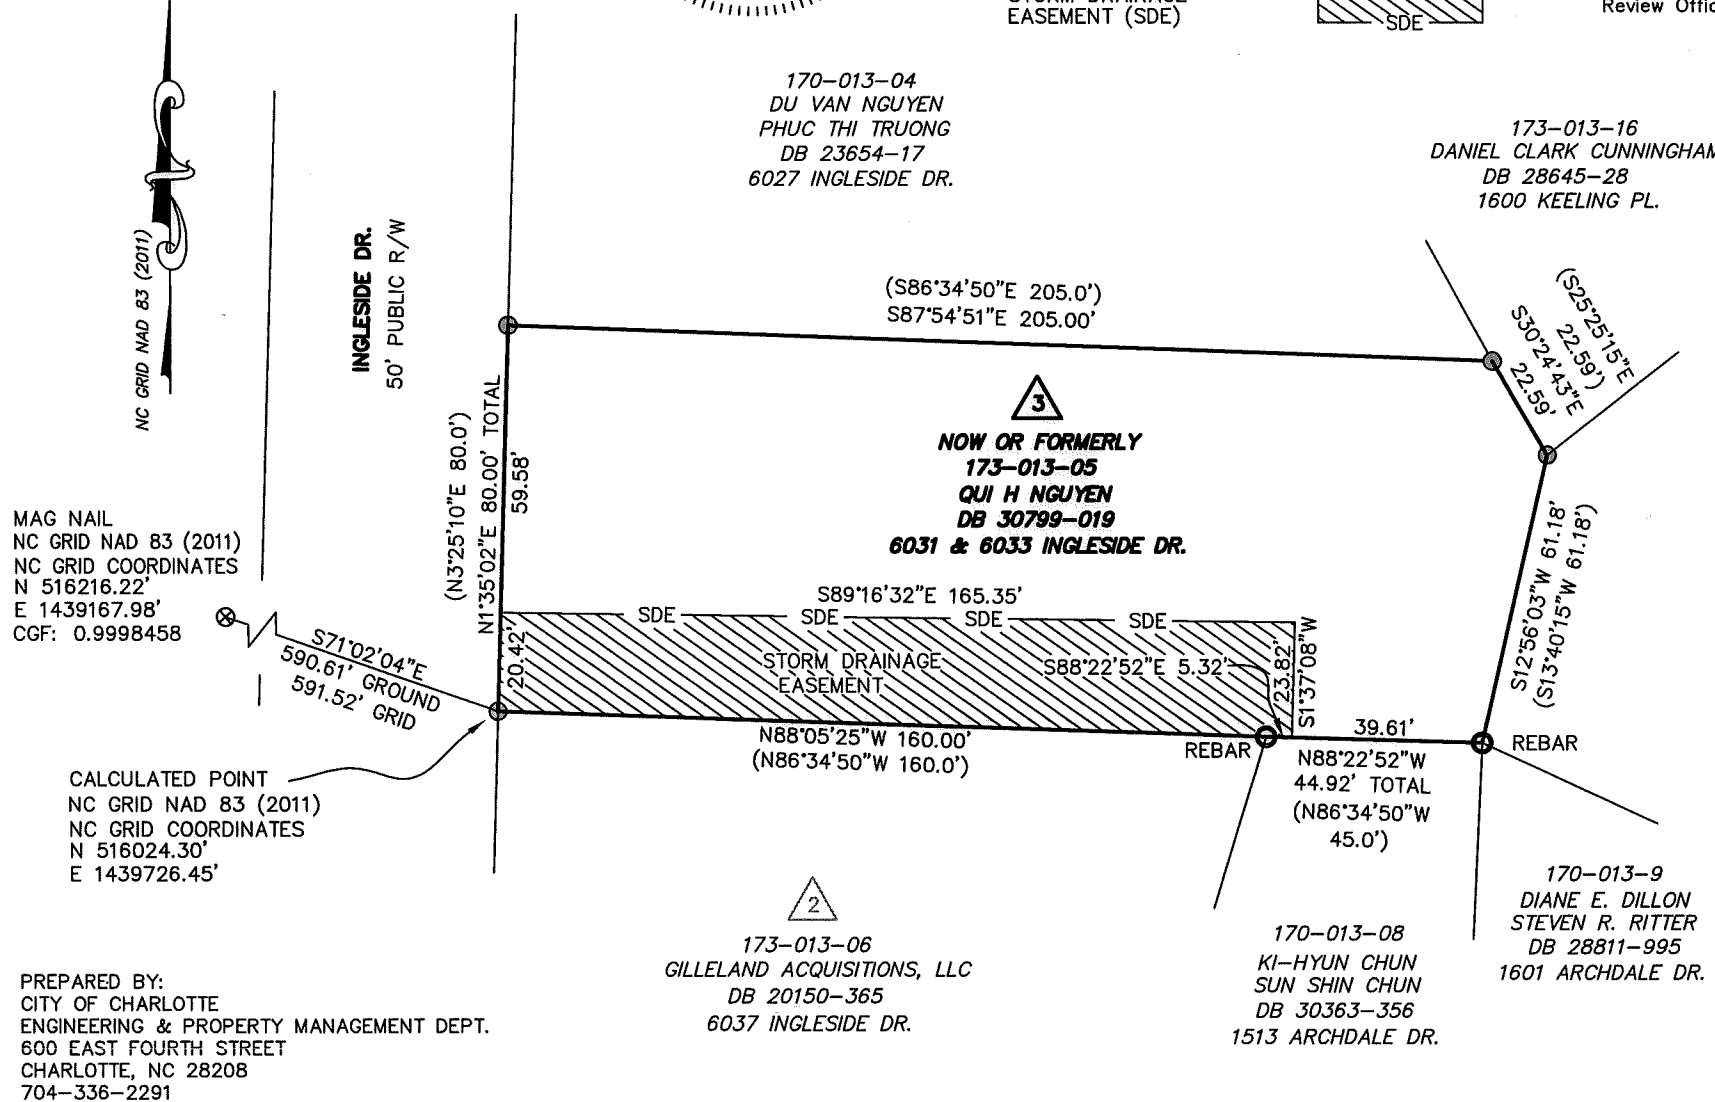 EASEMENT (SDE)
SDE
Review Offic
170-013-04
DU VAN NGUYEN
PHUC THI TRUONG
DB 23654-17
6027 INGLESIDE DR.
173-013-16
DANIEL CLARK CUNNINGHAM
DB 28645-28
1600 KEELING PL.
NC GRID NAD 83 (2011)
INGLESIDE DR.
50' PUBLIC R/W
(S86°34'50"E 205.0')
S87°54'51"E 205.00'
(S25°25'15"E
22.59')
S30°24'43"E
22.59'
3
NOW OR FORMERLY
173-013-05
QUI H NGUYEN
DB 30799-019
6031 & 6033 INGLESIDE DR.
(N3°25'10"E 80.0')
N1°35'02"E 80.00' TOTAL
59.58'
MAG NAIL
NC GRID NAD 83 (2011)
NC GRID COORDINATES
N 516216.22'
E 1439167.98'
CGF: 0.9998458
S71°02'04"E
590.61' GROUND
591.52' GRID
S12°56'03"W 61.18'
(S13°40'15"W 61.18')
S89°16'32"E 165.35'
SDE SDE SDE SDE
20.42'
STORM DRAINAGE
EASEMENT
S88°22'52"E 5.32'
23.82'
S1°37'08"W
N88°05'25"W 160.00'
(N86°34'50"W 160.0')
REBAR
39.61'
REBAR
N88°22'52"W
44.92' TOTAL
(N86°34'50"W
45.0')
CALCULATED POINT
NC GRID NAD 83 (2011)
NC GRID COORDINATES
N 516024.30'
E 1439726.45'
2
173-013-06
GILLELAND ACQUISITIONS, LLC
DB 20150-365
6037 INGLESIDE DR.
170-013-08
KI-HYUN CHUN
SUN SHIN CHUN
DB 30363-356
1513 ARCHDALE DR.
170-013-9
DIANE E. DILLON
STEVEN R. RITTER
DB 28811-995
1601 ARCHDALE DR.
PREPARED BY:
CITY OF CHARLOTTE
ENGINEERING & PROPERTY MANAGEMENT DEPT.
600 EAST FOURTH STREET
CHARLOTTE, NC 28208
704-336-2291